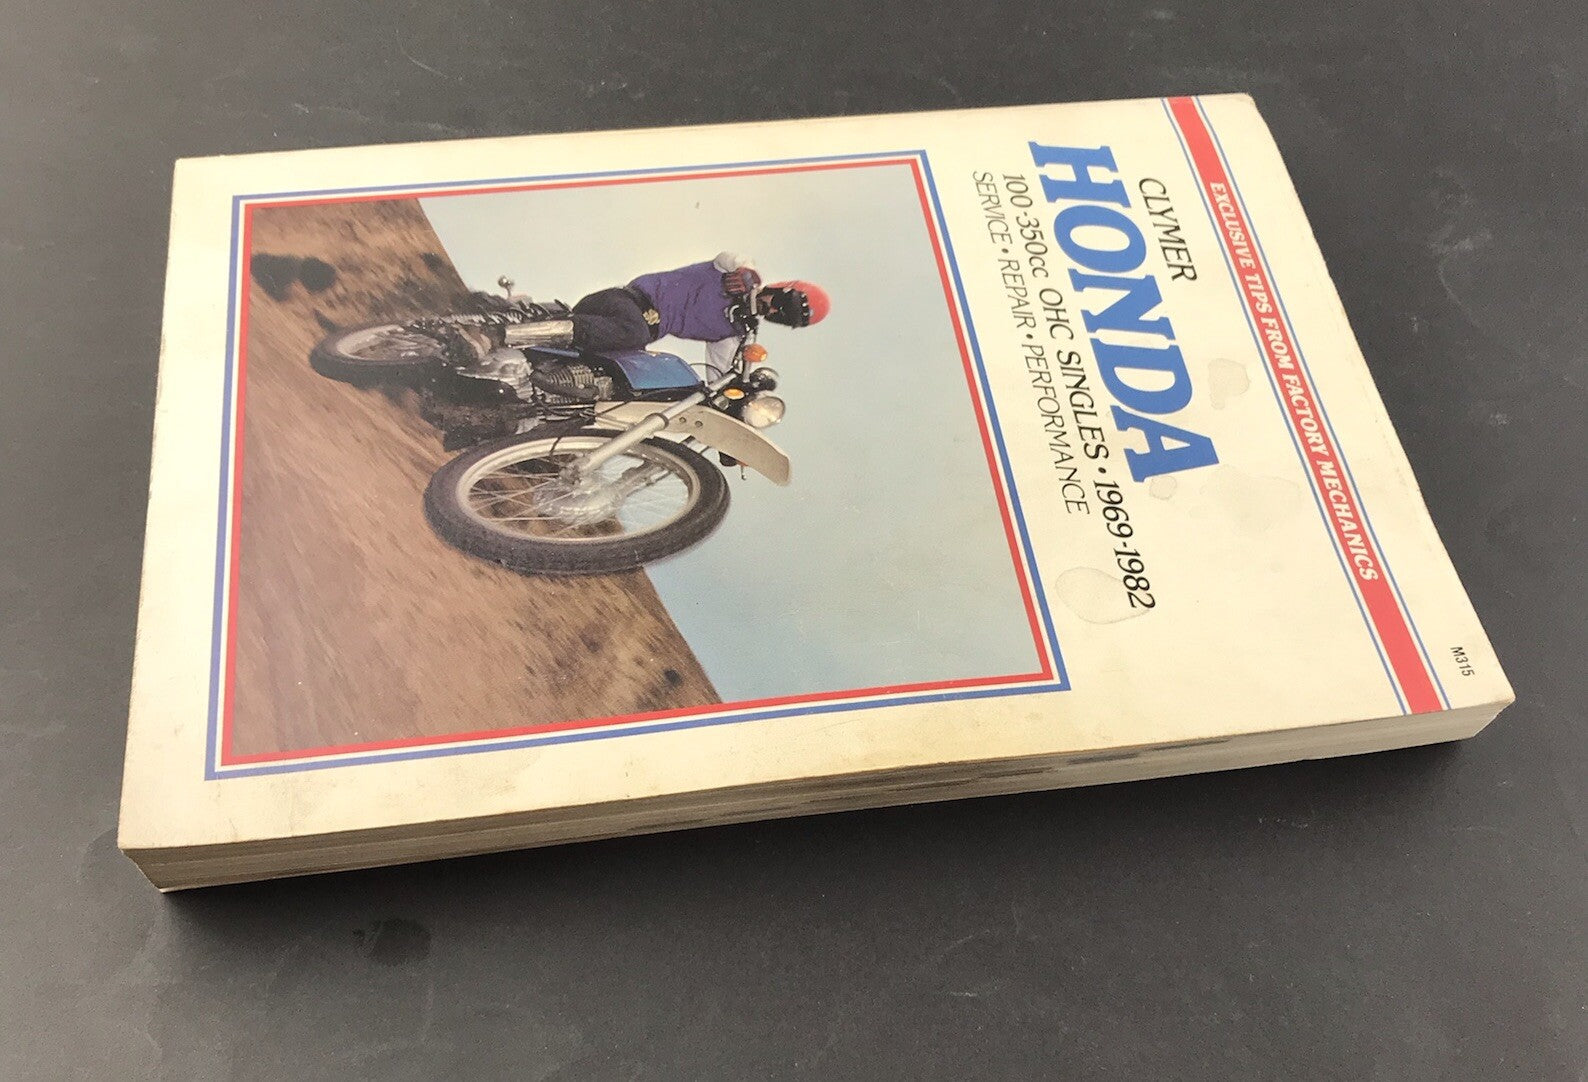 M315
EXCLUSIVE TIPS FROM FACTORY MECHANICS
CLYMER
HONDA
100-350cc OHC SINGLES • 1969-1982
SERVICE • REPAIR • PERFORMANCE